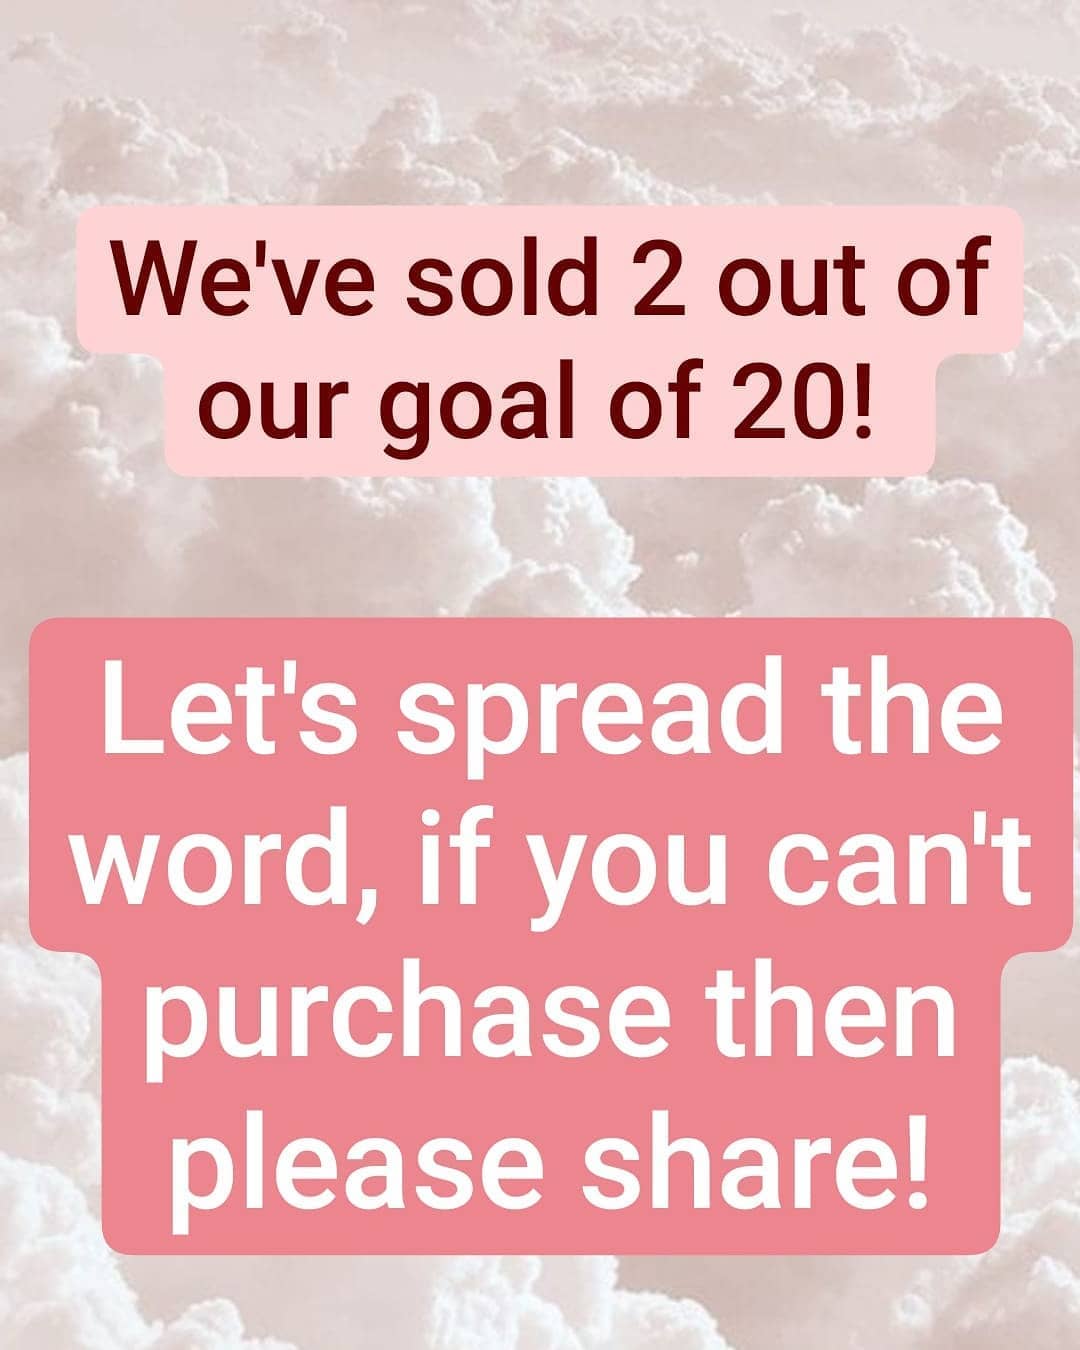 We've sold 2 out of
our goal of 20!
Let's spread the
word, if you can't
purchase then
please share!